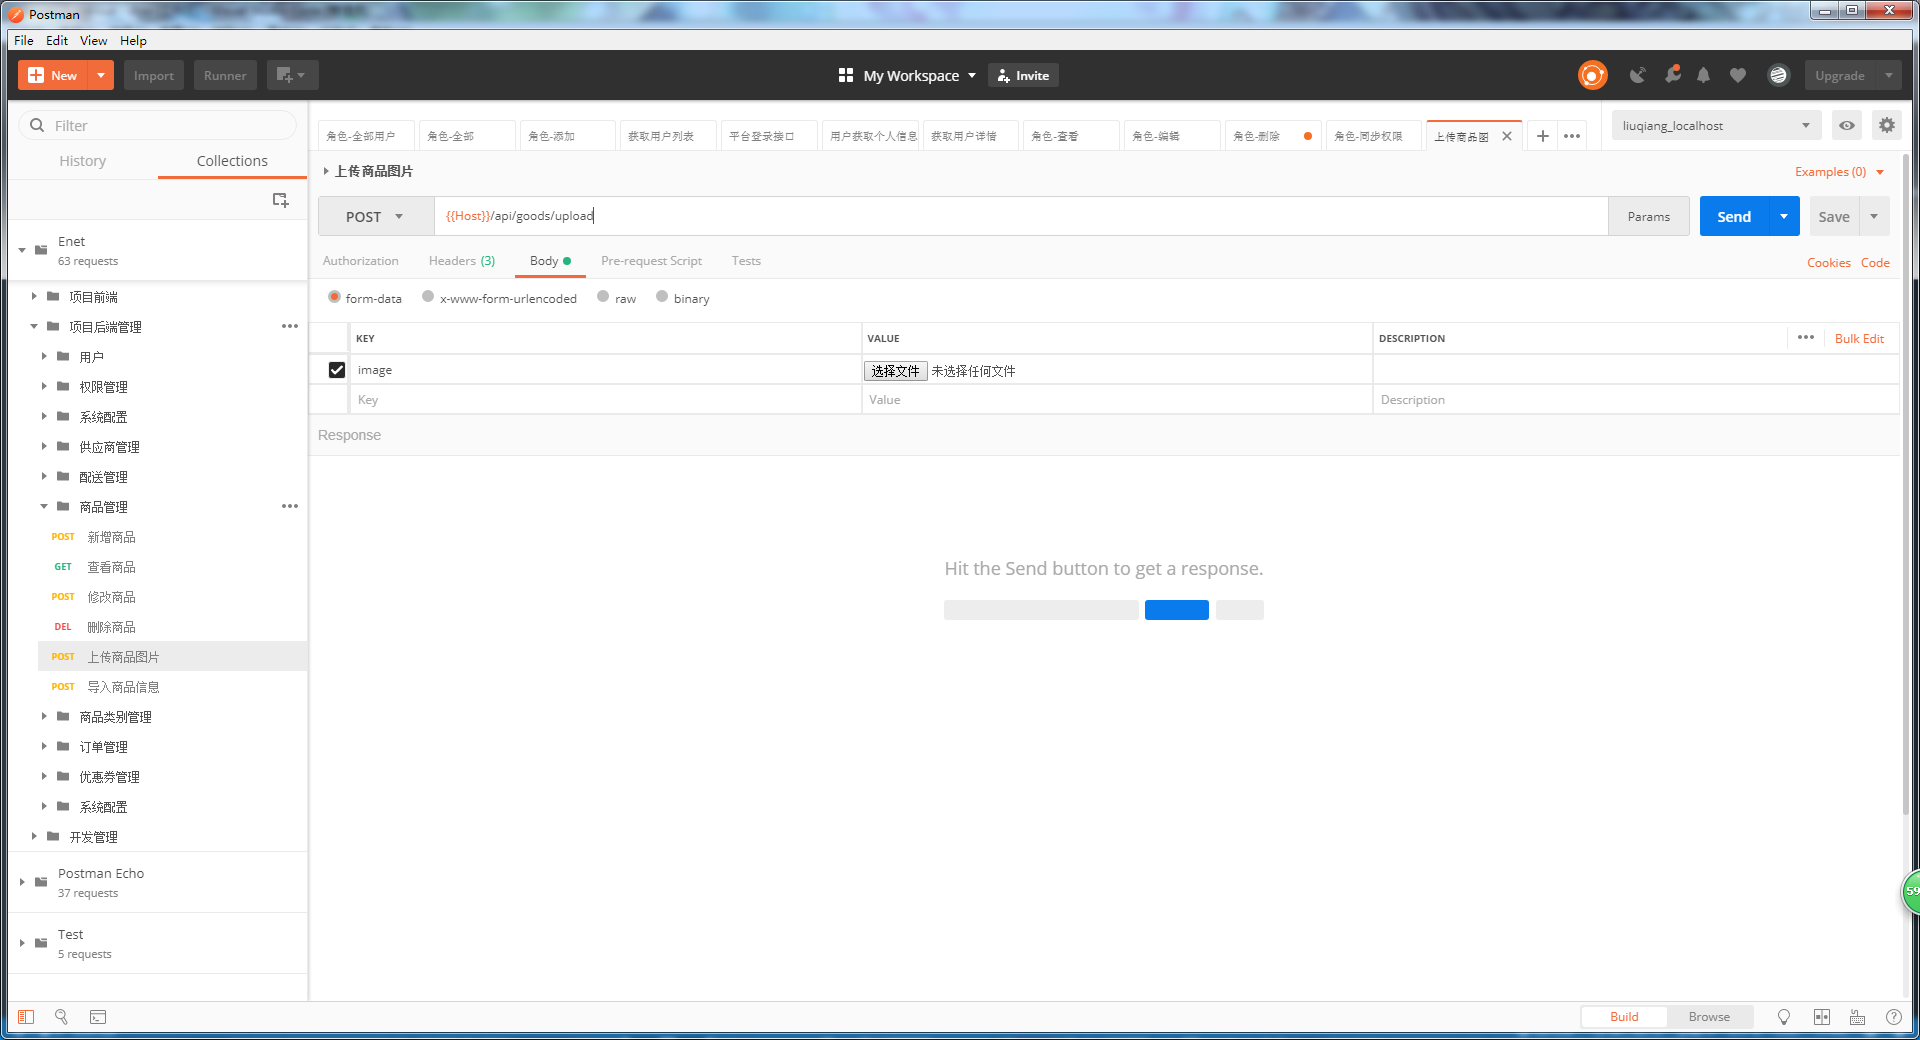 Postman
File Edit View Help
New Import Runner My Workspace Invite Upgrade
Filter
History Collections
Enet
63 requests
项目前端
项目后端管理
用户
权限管理
系统配置
供应商管理
配送管理
商品管理
POST 新增商品
GET 查看商品
POST 修改商品
DEL 删除商品
POST 上传商品图片
POST 导入商品信息
商品类别管理
订单管理
优惠券管理
系统配置
开发管理
Postman Echo
37 requests
Test
5 requests
角色-全部用户 角色-全部 角色-添加 获取用户列表 平台登录接口 用户获取个人信息 获取用户详情 角色-查看 角色-编辑 角色-删除 角色-同步权限 上传商品图
liuqiang_localhost
上传商品图片 Examples (0)
POST {{Host}}/api/goods/upload Params Send Save
Authorization Headers (3) Body Pre-request Script Tests Cookies Code
form-data x-www-form-urlencoded raw binary
KEY VALUE DESCRIPTION Bulk Edit
image 选择文件 未选择任何文件
Key Value Description
Response
Hit the Send button to get a response.
59
Build Browse